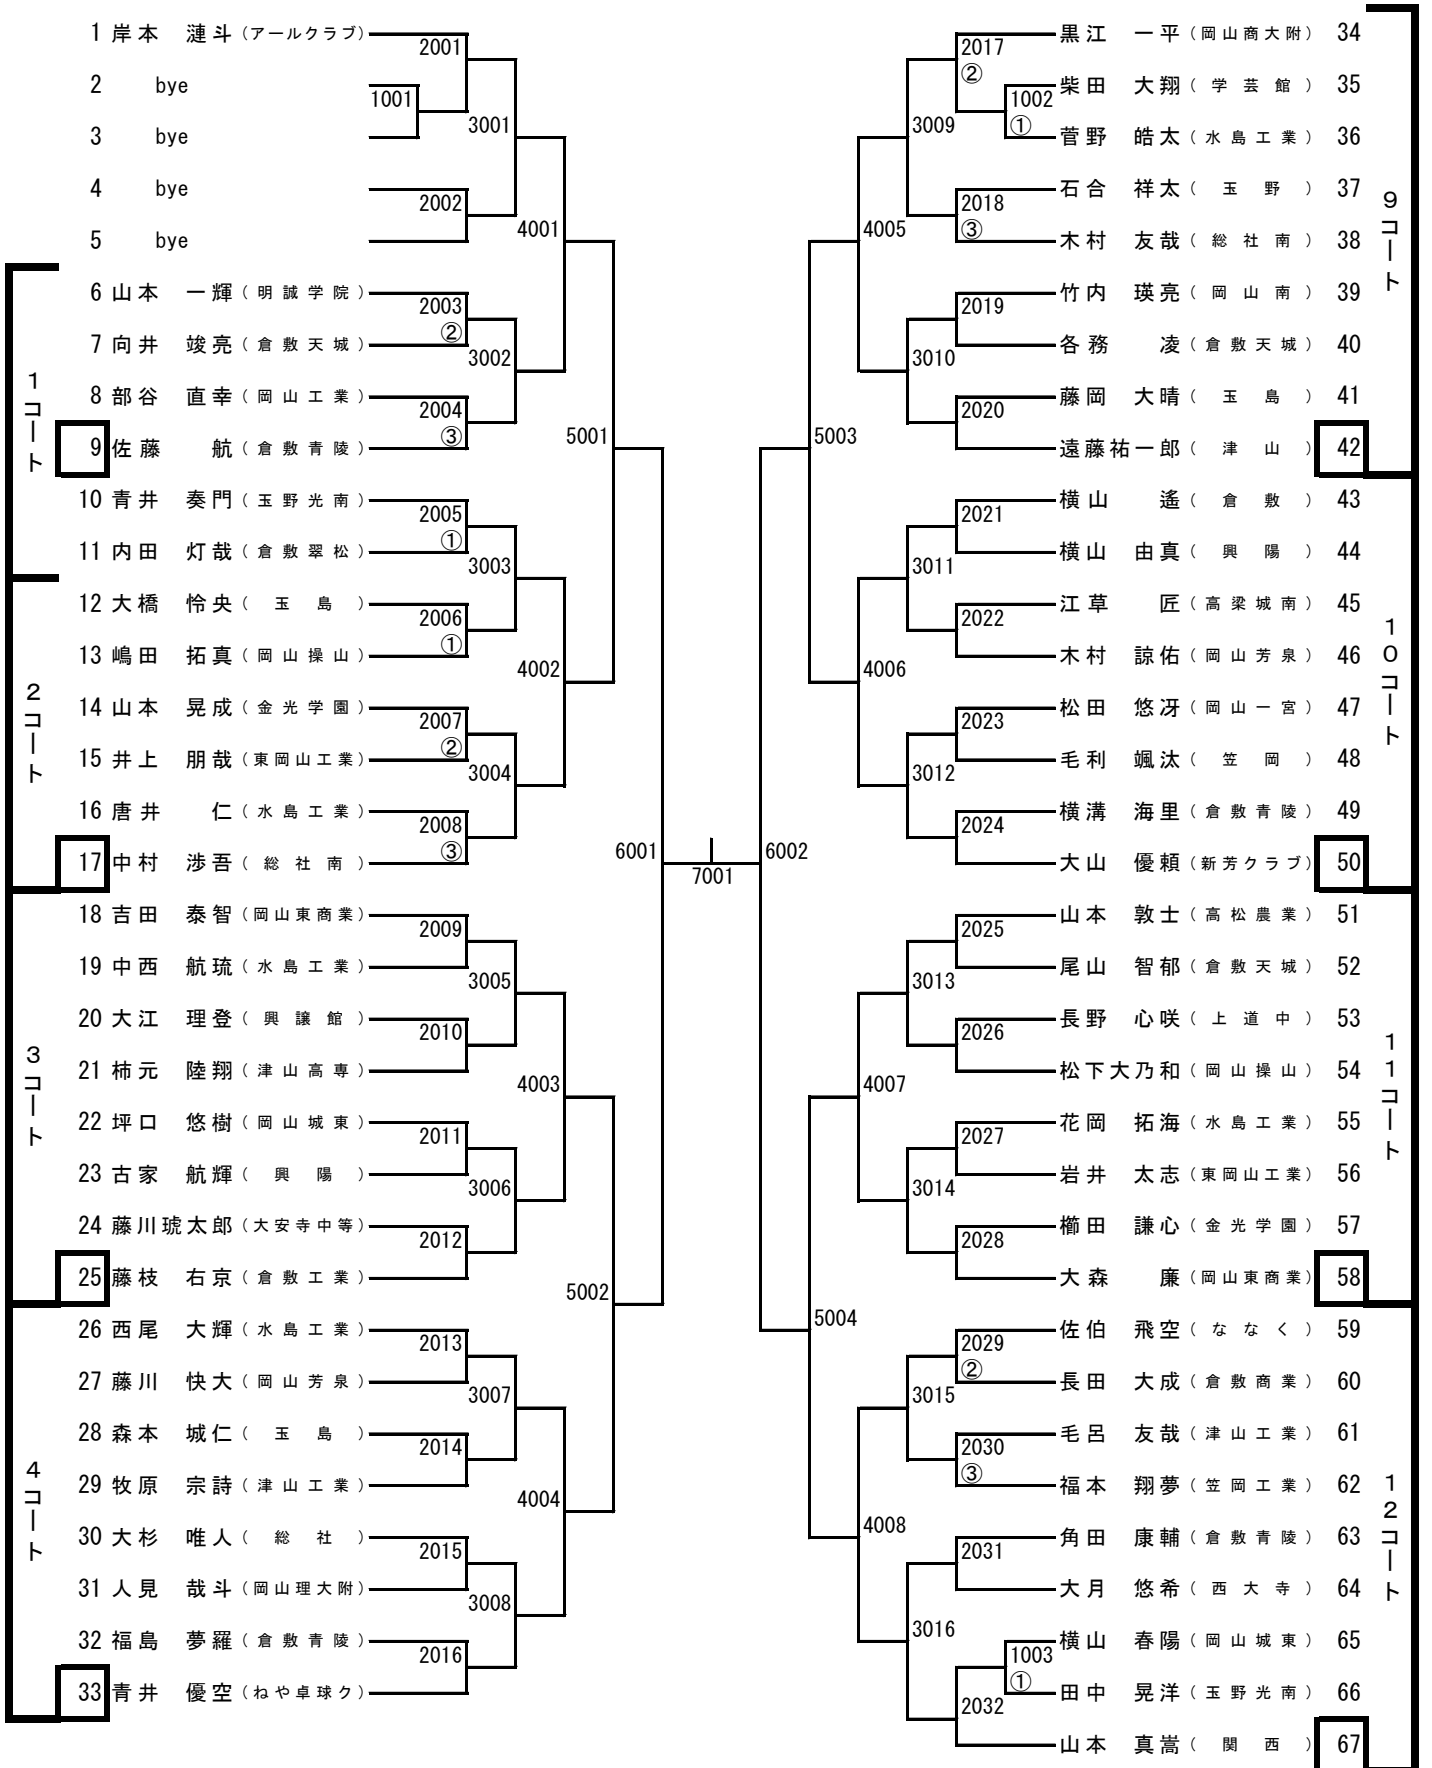 1 岸本 漣斗(アールクラブ)
2 bye
3 bye
4 bye
5 bye
6 山本 一輝(明誠学院)
7 向井 竣亮(倉敷天城)
8 部谷 直幸(岡山工業)
9 佐藤 航(倉敷青陵)
10 青井 奏門(玉野光南)
11 内田 灯哉(倉敷翠松)
12 大橋 怜央(玉島)
13 嶋田 拓真(岡山操山)
14 山本 晃成(金光学園)
15 井上 朋哉(東岡山工業)
16 唐井 仁(水島工業)
17 中村 渉吾(総社南)
18 吉田 泰智(岡山東商業)
19 中西 航琉(水島工業)
20 大江 理登(興譲館)
21 柿元 陸翔(津山高専)
22 坪口 悠樹(岡山城東)
23 古家 航輝(興陽)
24 藤川琥太郎(大安寺中等)
25 藤枝 右京(倉敷工業)
26 西尾 大輝(水島工業)
27 藤川 快大(岡山芳泉)
28 森本 城仁(玉島)
29 牧原 宗詩(津山工業)
30 大杉 唯人(総社)
31 人見 哉斗(岡山理大附)
32 福島 夢羅(倉敷青陵)
33 青井 優空(ねや卓球ク)
1コート
2コート
3コート
4コート
1001
2001
2002
2003
②
2004
③
2005
①
2006
①
2007
②
2008
③
2009
2010
2011
2012
2013
2014
2015
2016
3001
3002
3003
3004
3005
3006
3007
3008
4001
4002
4003
4004
5001
5002
6001
7001
6002
5003
5004
4005
4006
4007
4008
3009
3010
3011
3012
3013
3014
3015
3016
2017
②
2018
③
2019
2020
2021
2022
2023
2024
2025
2026
2027
2028
2029
②
2030
③
2031
2032
1002
①
1003
①
黒江 一平(岡山商大附) 34
柴田 大翔(学芸館) 35
菅野 皓太(水島工業) 36
石合 祥太(玉野) 37
木村 友哉(総社南) 38
竹内 瑛亮(岡山南) 39
各務 凌(倉敷天城) 40
藤岡 大晴(玉島) 41
遠藤祐一郎(津山) 42
横山 遙(倉敷) 43
横山 由真(興陽) 44
江草 匠(高梁城南) 45
木村 諒佑(岡山芳泉) 46
松田 悠冴(岡山一宮) 47
毛利 颯汰(笠岡) 48
横溝 海里(倉敷青陵) 49
大山 優頼(新芳クラブ) 50
山本 敦士(高松農業) 51
尾山 智郁(倉敷天城) 52
長野 心咲(上道中) 53
松下大乃和(岡山操山) 54
花岡 拓海(水島工業) 55
岩井 太志(東岡山工業) 56
櫛田 謙心(金光学園) 57
大森 廉(岡山東商業) 58
佐伯 飛空(ななく) 59
長田 大成(倉敷商業) 60
毛呂 友哉(津山工業) 61
福本 翔夢(笠岡工業) 62
角田 康輔(倉敷青陵) 63
大月 悠希(西大寺) 64
横山 春陽(岡山城東) 65
田中 晃洋(玉野光南) 66
山本 真嵩(関西) 67
9コート
10コート
11コート
12コート